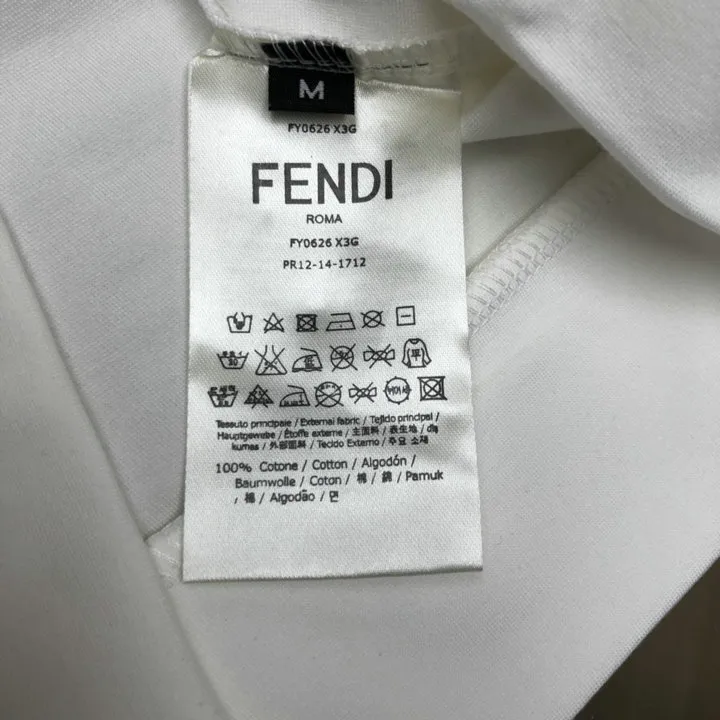 M
FY0626 X3G
FENDI
ROMA
FY0626 X3G
PR12-14-1712
Tessuto principale / External fabric / Tejido principal /
Hauptgewebe / Étoffe externe / 主面料 / 表生地 / dış
kumas / 外部面料 / Tecido Externo / 주요 소재
100% Cotone / Cotton / Algodón /
Baumwolle / Coton / 棉 / 綿 / Pamuk
, 棉 / Algodão / 면